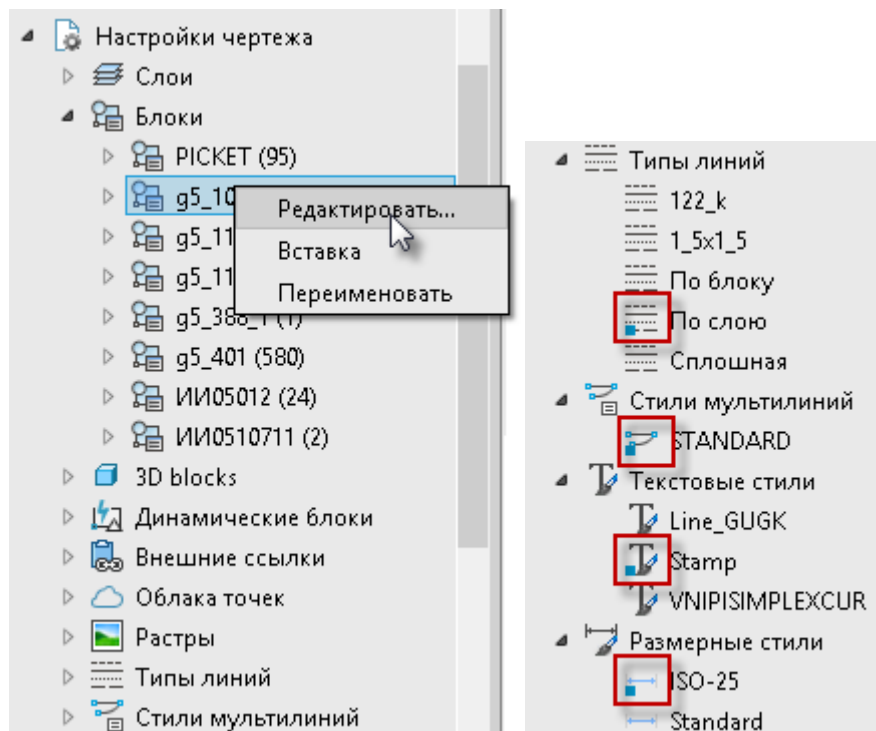 Настройки чертежа
Слои
Блоки
PICKET (95)
g5_10
g5_11
g5_11
g5_388_1 (1)
g5_401 (580)
ИИ05012 (24)
ИИ0510711 (2)
3D blocks
Динамические блоки
Внешние ссылки
Облака точек
Растры
Типы линий
Стили мультилиний
Редактировать...
Вставка
Переименовать
Типы линий
122_k
1_5x1_5
По блоку
По слою
Сплошная
Стили мультилиний
STANDARD
Текстовые стили
Line_GUGK
Stamp
VNIPISIMPLEXCUR
Размерные стили
ISO-25
Standard